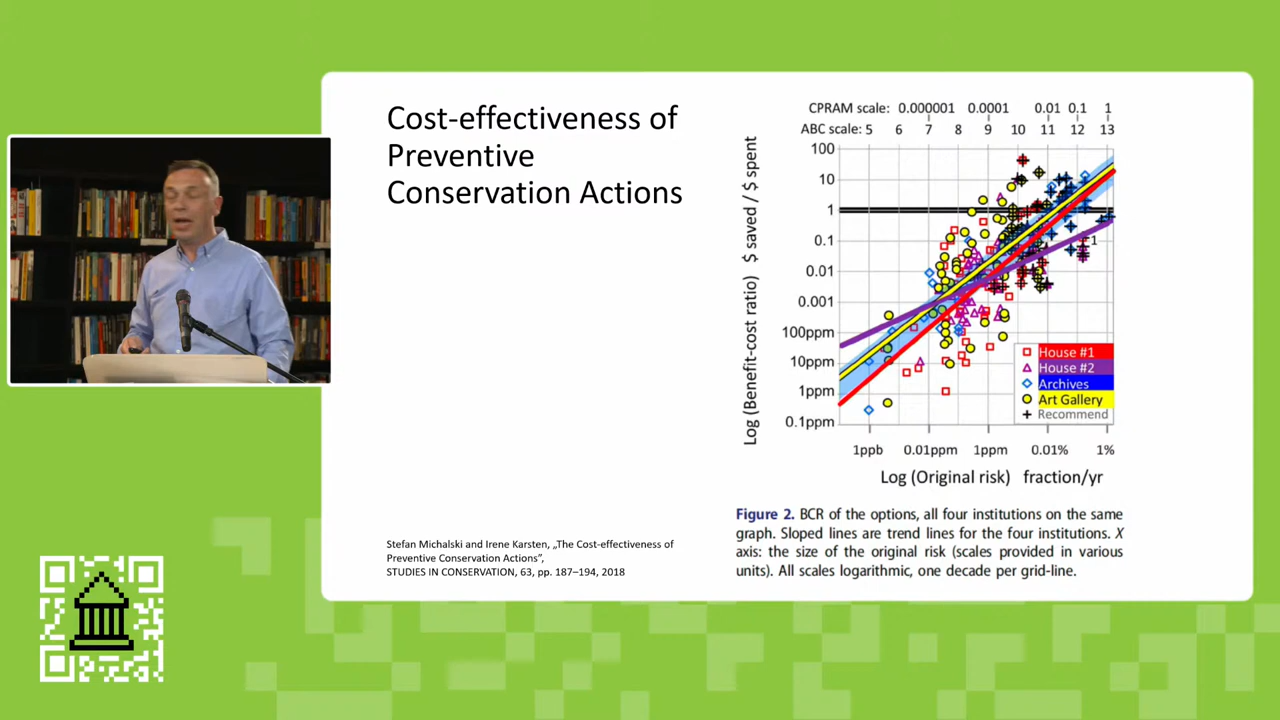 Cost-effectiveness of
Preventive
Conservation Actions
Stefan Michalski and Irene Karsten, „The Cost-effectiveness of
Preventive Conservation Actions”,
STUDIES IN CONSERVATION, 63, pp. 187–194, 2018
CPRAM scale: 0.000001 0.0001 0.01 0.1 1
ABC scale: 5 6 7 8 9 10 11 12 13
Log (Benefit-cost ratio) $ saved / $ spent
100
10
1
0.1
0.01
0.001
100ppm
10ppm
1ppm
0.1ppm
1
House #1
House #2
Archives
Art Gallery
Recommend
1ppb 0.01ppm 1ppm 0.01% 1%
Log (Original risk) fraction/yr
Figure 2. BCR of the options, all four institutions on the same
graph. Sloped lines are trend lines for the four institutions. X
axis: the size of the original risk (scales provided in various
units). All scales logarithmic, one decade per grid-line.